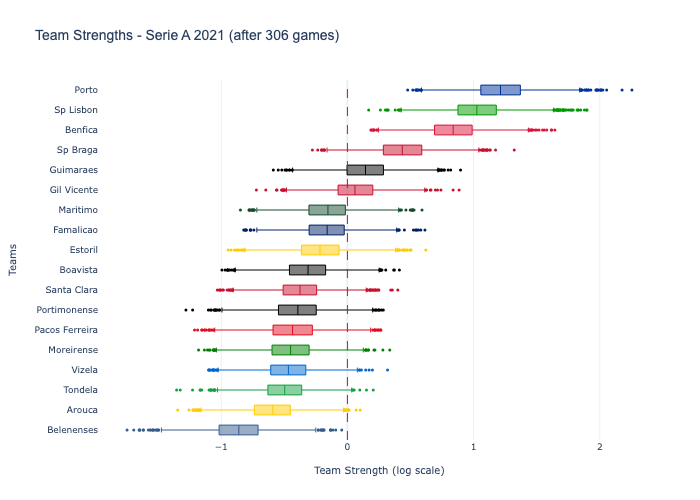 Team Strengths - Serie A 2021 (after 306 games)
Porto
Sp Lisbon
Benfica
Sp Braga
Guimaraes
Gil Vicente
Maritimo
Famalicao
Estoril
Boavista
Santa Clara
Portimonense
Pacos Ferreira
Moreirense
Vizela
Tondela
Arouca
Belenenses
Teams
−1
0
1
2
Team Strength (log scale)